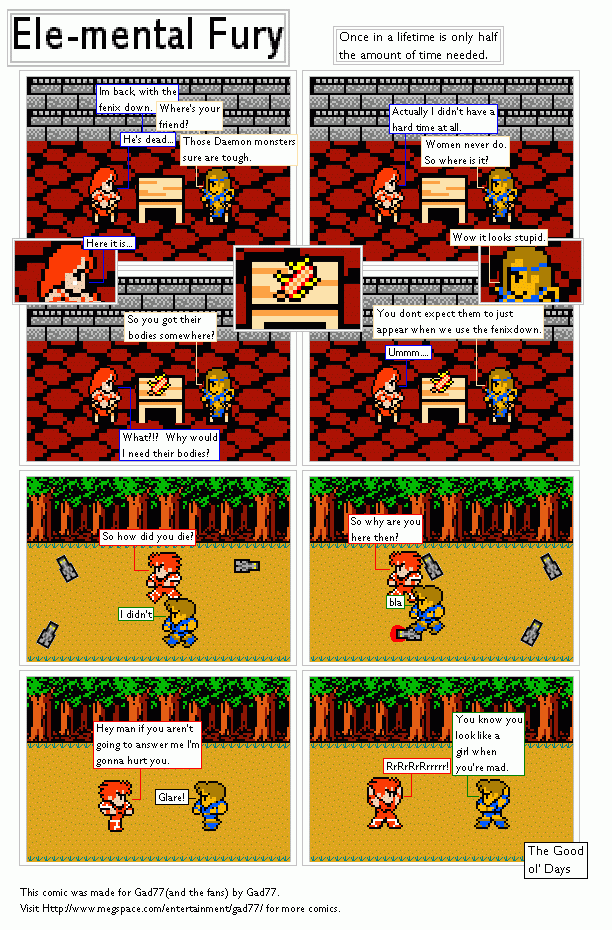 Ele-mental Fury
Once in a lifetime is only half
the amount of time needed.
Im back, with the
fenix down.
Where's your
friend?
He's dead...
Those Daemon monsters
sure are tough.
Actually I didn't have a
hard time at all.
Women never do.
So where is it?
Here it is...
Wow it looks stupid.
So you got their
bodies somewhere?
What?!?  Why would
I need their bodies?
You dont expect them to just
appear when we use the fenixdown.
Ummm....
So how did you die?
I didn't
So why are you
here then?
bla
Hey man if you aren't
going to answer me I'm
gonna hurt you.
Glare!
You know you
look like a
girl when
you're mad.
RrRrRrRrrrrr!
The Good
ol' Days
This comic was made for Gad77(and the fans) by Gad77.
Visit Http://www.megspace.com/entertainment/gad77/ for more comics.